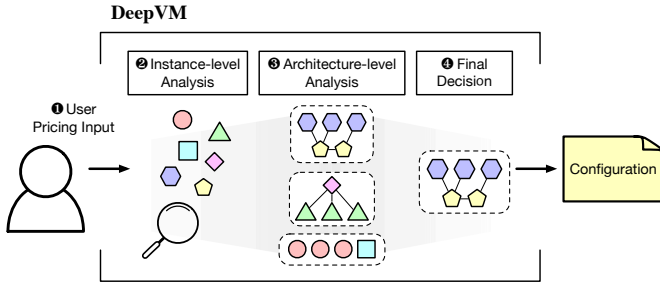 DeepVM
❶ User
Pricing Input
❷ Instance-level
Analysis
❸ Architecture-level
Analysis
❹ Final
Decision
Configuration